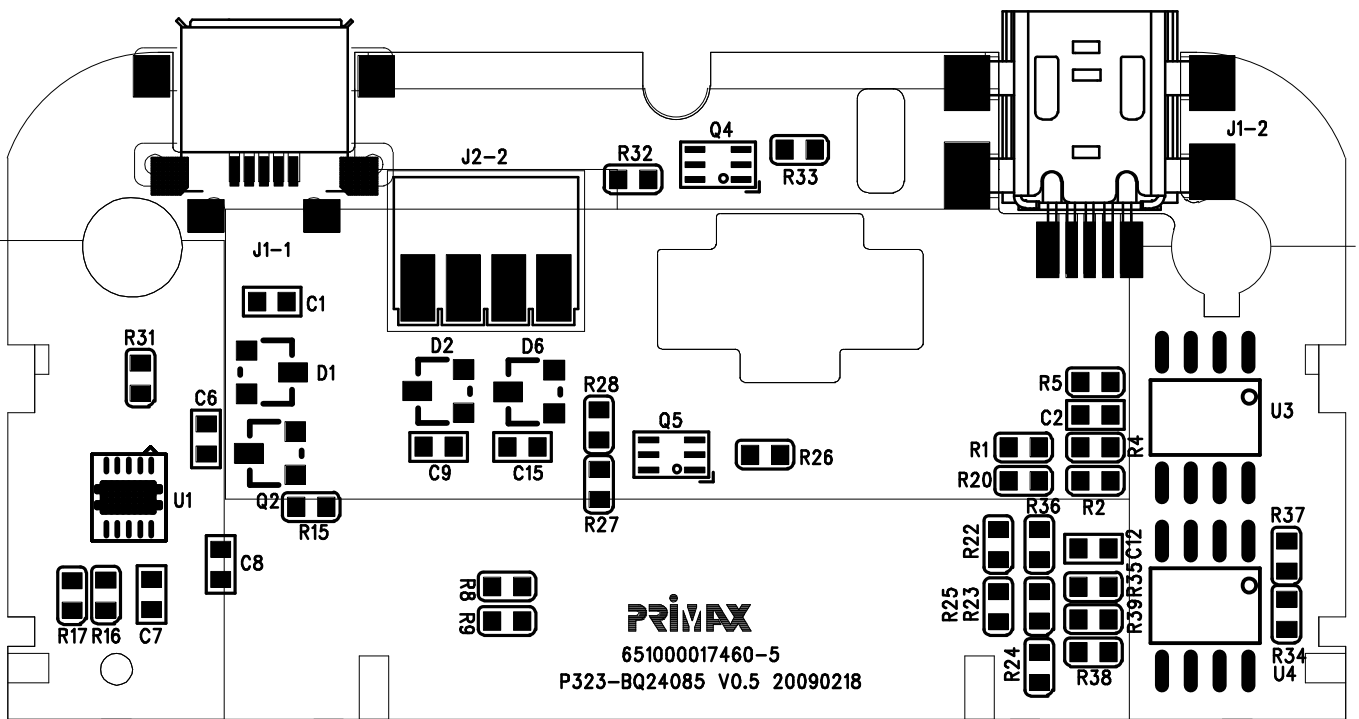 Q4
J1-2
J2-2
R32
R33
J1-1
C1
R31
D2
D6
D1
R28
R5
C6
Q5
C2
U3
R1
R4
C9
C15
R26
R20
U1
Q2
R2
R15
R27
R36
R37
R22
C12
C8
R8
R35
R25
R23
R9
R39
R17
R16
C7
PRIMAX
651000017460-5
R24
R34
P323-BQ24085 V0.5 20090218
R38
U4